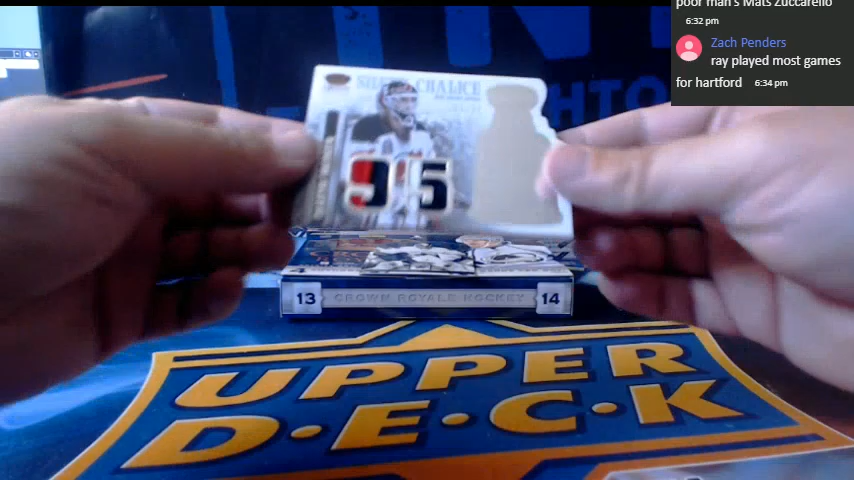 poor man's Mats Zuccarello
6:32 pm
Zach Penders
ray played most games
for hartford 6:34 pm
SILVER CHALICE
95
13 CROWN ROYALE HOCKEY 14
UPPER
D·E·C·K